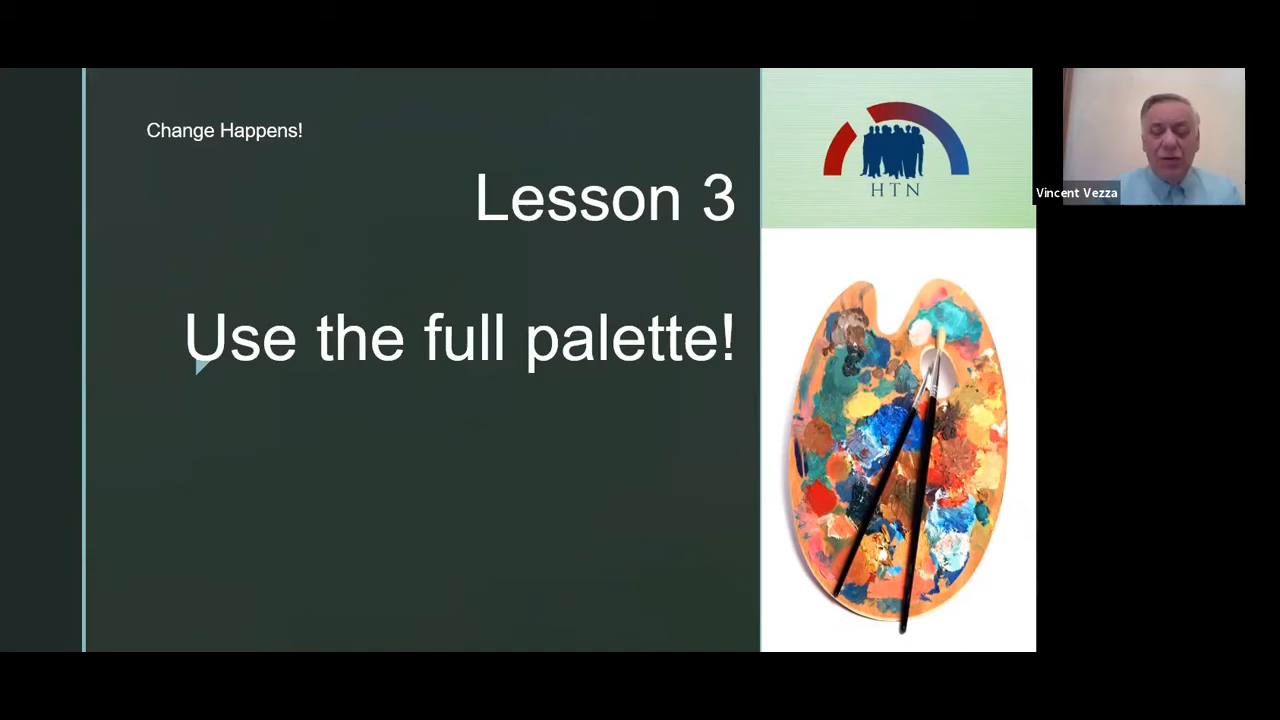 Change Happens!
Lesson 3
Use the full palette!
HTN
Vincent Vezza